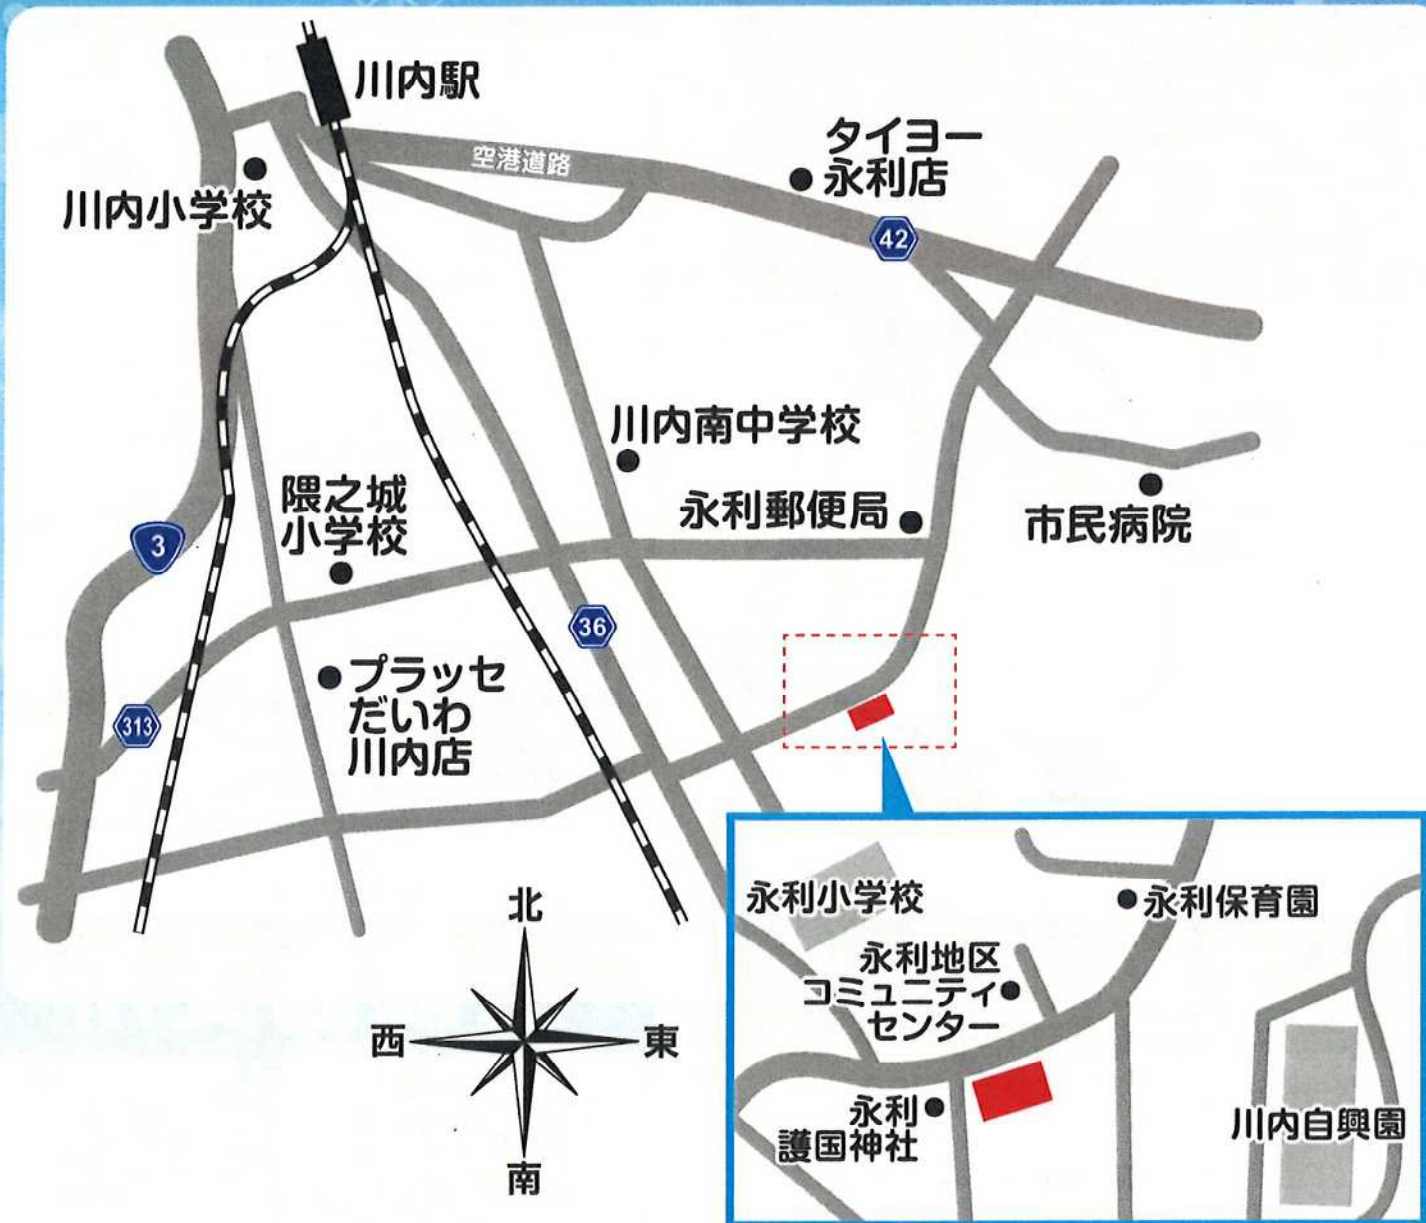 川内駅
タイヨー
永利店
空港道路
川内小学校
42
川内南中学校
隈之城
小学校
永利郵便局
市民病院
3
36
プラッセ
だいわ
川内店
313
北
西
東
南
永利小学校
永利保育園
永利地区
コミュニティ
センター
永利
護国神社
川内自興園